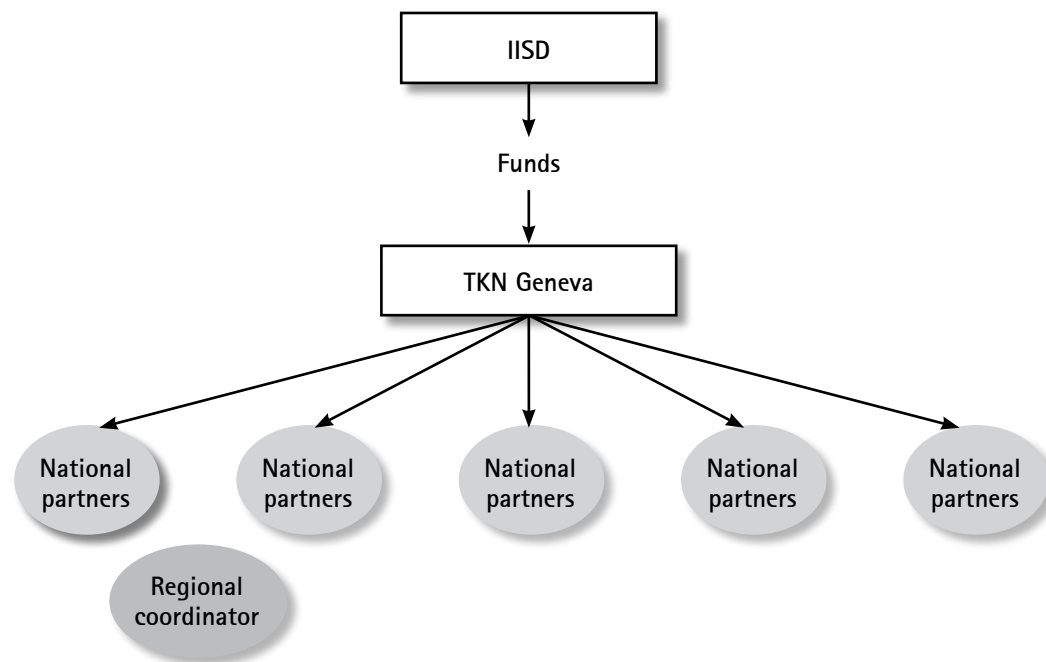 IISD
Funds
TKN Geneva
National
partners
National
partners
National
partners
National
partners
National
partners
Regional
coordinator